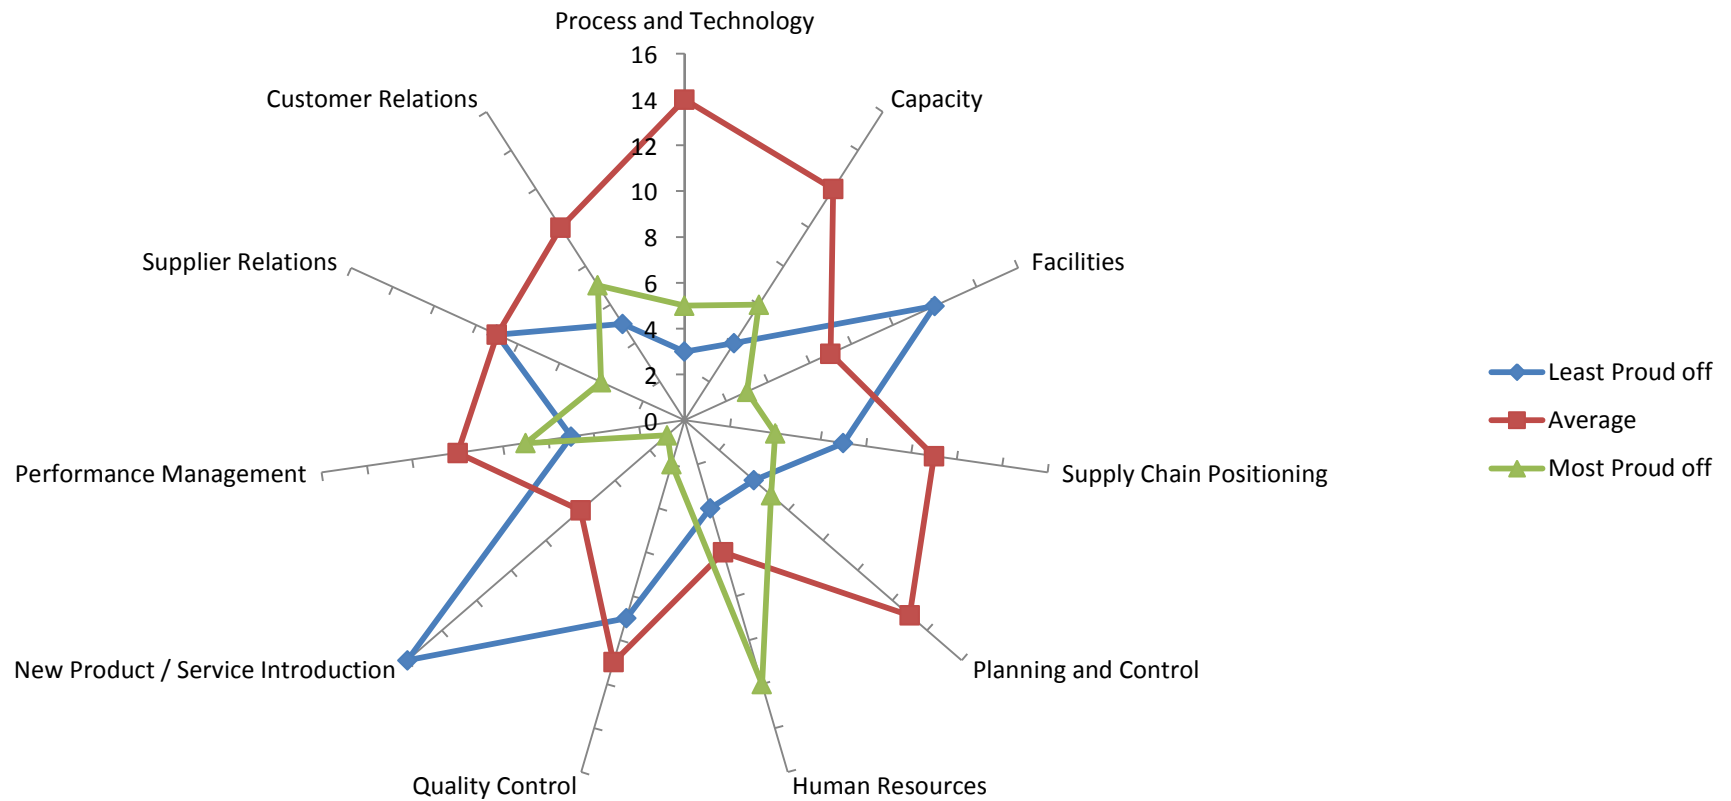 Process and Technology
16
14
12
10
8
6
4
2
0
Customer Relations
Capacity
Supplier Relations
Facilities
Performance Management
Supply Chain Positioning
New Product / Service Introduction
Planning and Control
Quality Control
Human Resources
Least Proud off
Average
Most Proud off